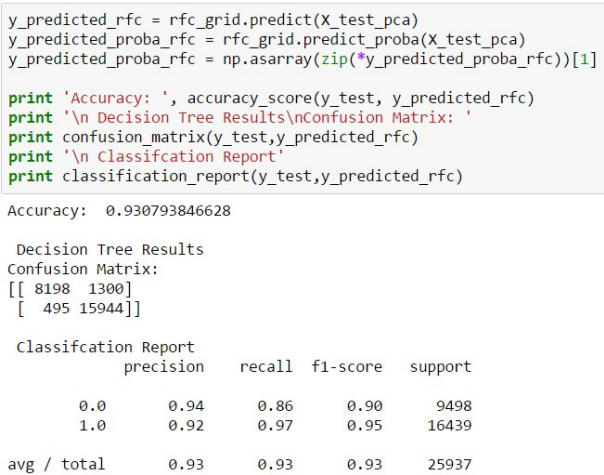 y_predicted_rfc = rfc_grid.predict(X_test_pca)
y_predicted_proba_rfc = rfc_grid.predict_proba(X_test_pca)
y_predicted_proba_rfc = np.asarray(zip(*y_predicted_proba_rfc))[1]
print 'Accuracy: ', accuracy_score(y_test, y_predicted_rfc)
print '\n Decision Tree Results\nConfusion Matrix: '
print confusion_matrix(y_test,y_predicted_rfc)
print '\n Classifcation Report'
print classification_report(y_test,y_predicted_rfc)
Accuracy:  0.930793846628
Decision Tree Results
Confusion Matrix:
[[ 8198  1300]
[  495 15944]]
Classifcation Report
precision    recall  f1-score   support
0.0       0.94      0.86      0.90      9498
1.0       0.92      0.97      0.95     16439
avg / total       0.93      0.93      0.93     25937